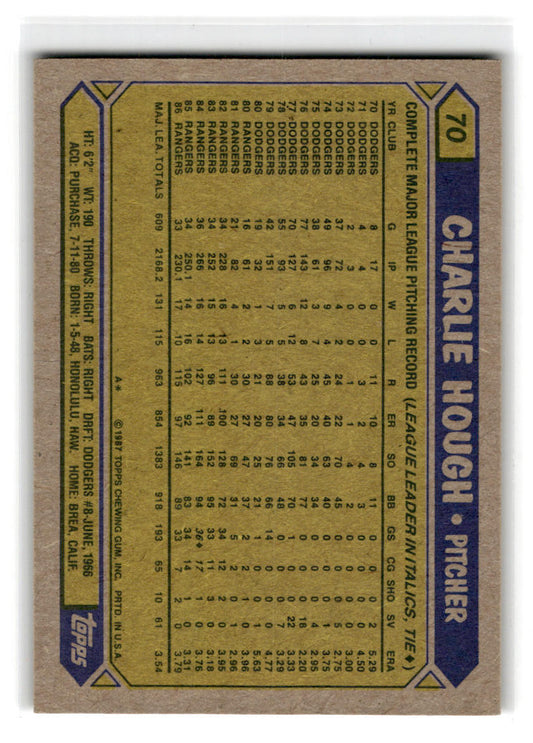 70
CHARLIE HOUGH • PITCHER
COMPLETE MAJOR LEAGUE PITCHING RECORD (LEAGUE LEADER IN ITALICS, TIE♦)
YR CLUB G IP W L R ER SO BB GS CG SHO SV ERA
70 DODGERS 8 17 0 0 11 10 8 11 0 0 0 2 5.29
71 DODGERS 4 4 0 0 3 2 4 3 0 0 0 0 4.50
72 DODGERS 2 3 0 0 1 1 4 2 0 0 0 0 3.00
73 DODGERS 37 72 4 2 24 22 70 45 0 0 0 5 2.75
74 DODGERS 49 96 9 4 45 40 63 40 0 0 0 1 3.75
75 DODGERS 38 61 3 7 25 20 34 34 0 0 0 4 2.95
76 DODGERS 77 143 12 8 43 35 81 77 0 0 0 18 2.20
77 DODGERS 70 127 6 12 53 47 105 70 1 0 0 22 3.33
78 DODGERS 55 93 5 5 38 34 66 48 0 0 0 7 3.29
79 DODGERS 42 151 7 5 88 80 76 66 14 0 0 0 4.77
80 DODGERS 19 32 1 3 21 20 25 21 1 0 0 1 5.63
80 RANGERS 16 61 2 2 30 27 47 37 3 2 1 0 3.96
81 RANGERS 21 82 4 1 30 27 69 31 5 2 0 1 2.96
82 RANGERS 34 228 16 13 111 100 128 72 34 12 2 0 3.95
83 RANGERS 34 252 15 13 96 89 152 95 33 11 3 0 3.18
84 RANGERS 36 266 16 14 127 111 164 94 36♦ 17 1 0 3.76
85 RANGERS 34 250.1 14 16 102 92 141 83 34 14 1 0 3.31
86 RANGERS 33 230.1 17 10 115 97 146 89 33 7 2 0 3.79
MAJ. LEA. TOTALS 609 2168.2 131 115 963 854 1383 918 193 65 10 61 3.54
A* ©1987 TOPPS CHEWING GUM, INC. PRTD. IN U.S.A.
HT: 6'2" WT: 190 THROWS: RIGHT BATS: RIGHT DRFT: DODGERS #8-JUNE, 1966
ACQ: PURCHASE, 7-11-80 BORN: 1-5-48, HONOLULU, HAW. HOME: BREA, CALIF.
TOPPS